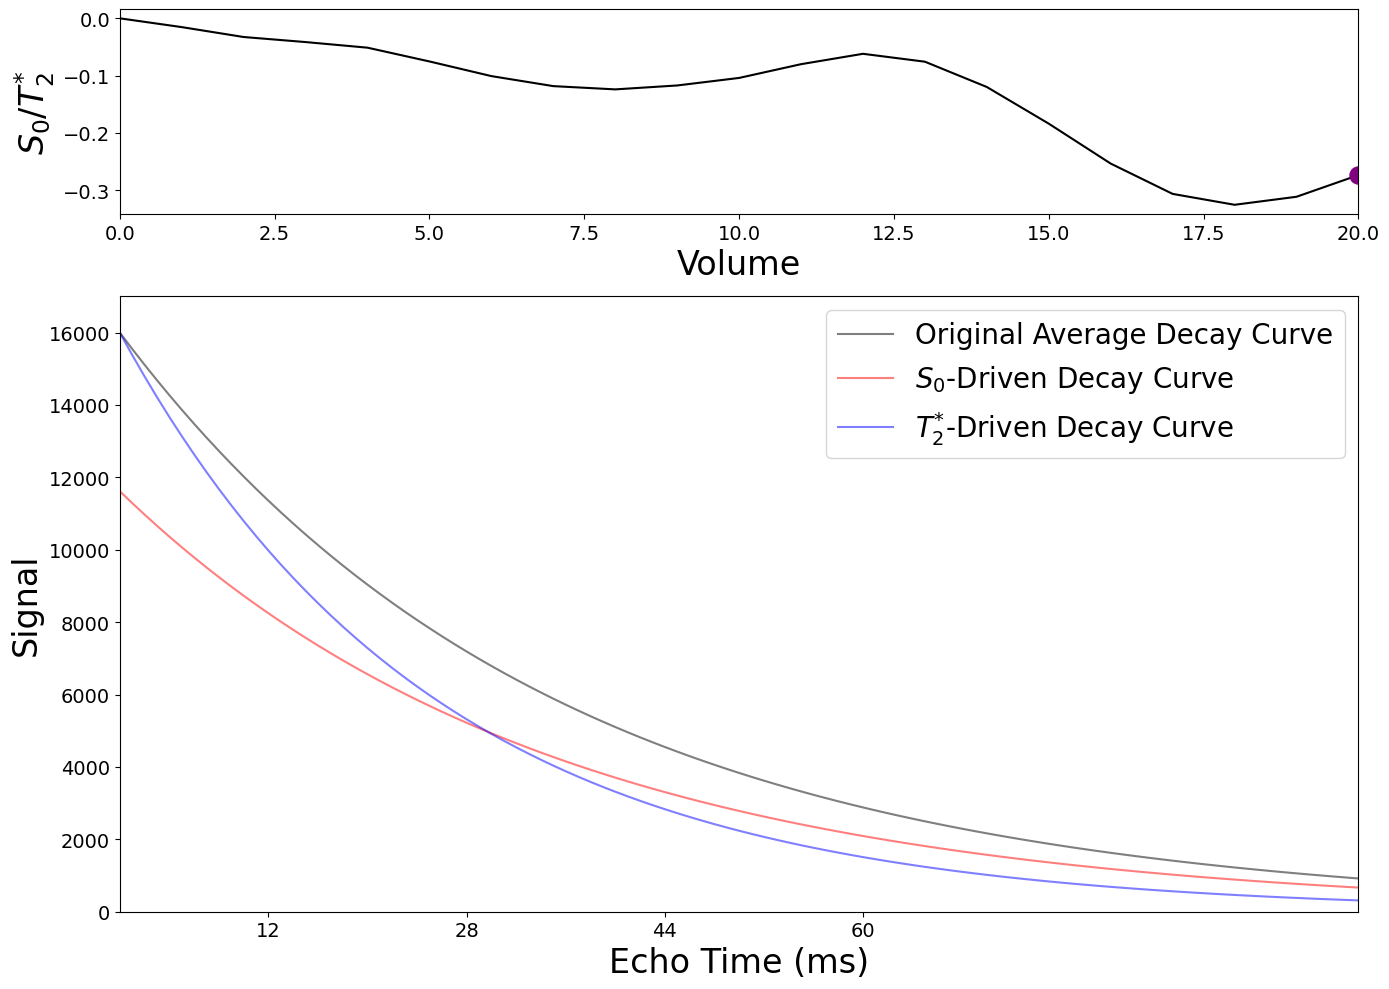 0.0
−0.1
−0.2
−0.3
S₀/T₂*
0.0 2.5 5.0 7.5 10.0 12.5 15.0 17.5 20.0
Volume
16000
14000
12000
10000
8000
6000
4000
2000
0
Signal
Original Average Decay Curve
S₀-Driven Decay Curve
T₂*-Driven Decay Curve
12 28 44 60
Echo Time (ms)